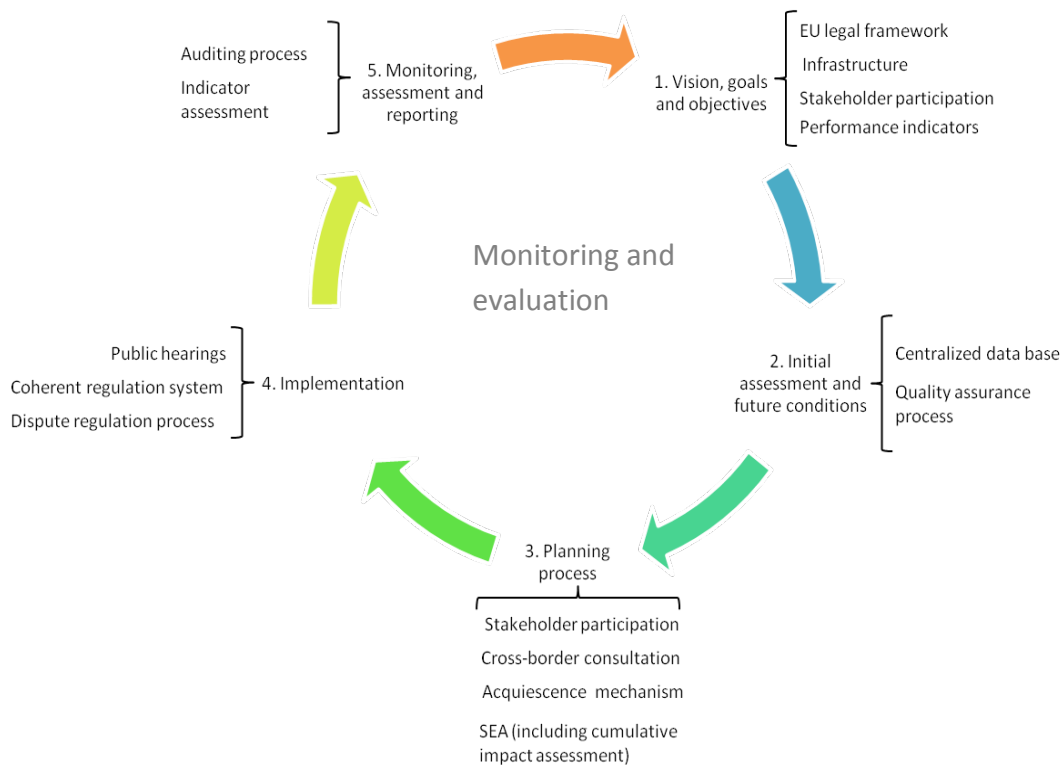 Auditing process
Indicator
assessment
5. Monitoring,
assessment and
reporting
1. Vision, goals
and objectives
EU legal framework
Infrastructure
Stakeholder participation
Performance indicators
Monitoring and
evaluation
2. Initial
assessment and
future conditions
Centralized data base
Quality assurance
process
Public hearings
Coherent regulation system
Dispute regulation process
4. Implementation
3. Planning
process
Stakeholder participation
Cross-border consultation
Acquiescence mechanism
SEA (including cumulative
impact assessment)